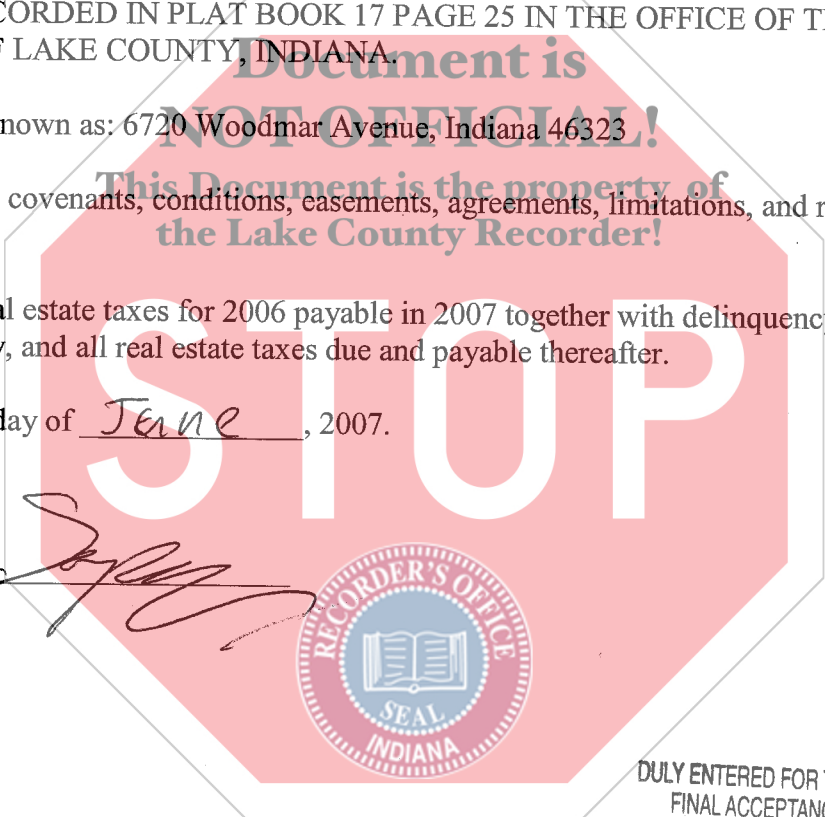 CORDED IN PLAT BOOK 17 PAGE 25 IN THE OFFICE OF T
F LAKE COUNTY, INDIANA.
Document is
nown as: 6720 Woodmar Avenue, Indiana 46323
NOT OFFICIAL!
This Document is the property of
covenants, conditions, easements, agreements, limitations, and r
the Lake County Recorder!
al estate taxes for 2006 payable in 2007 together with delinquency
, and all real estate taxes due and payable thereafter.
STOP
day of June, 2007.
RECORDER'S OFFICE
SEAL
INDIANA
DULY ENTERED FOR
FINAL ACCEPTANC